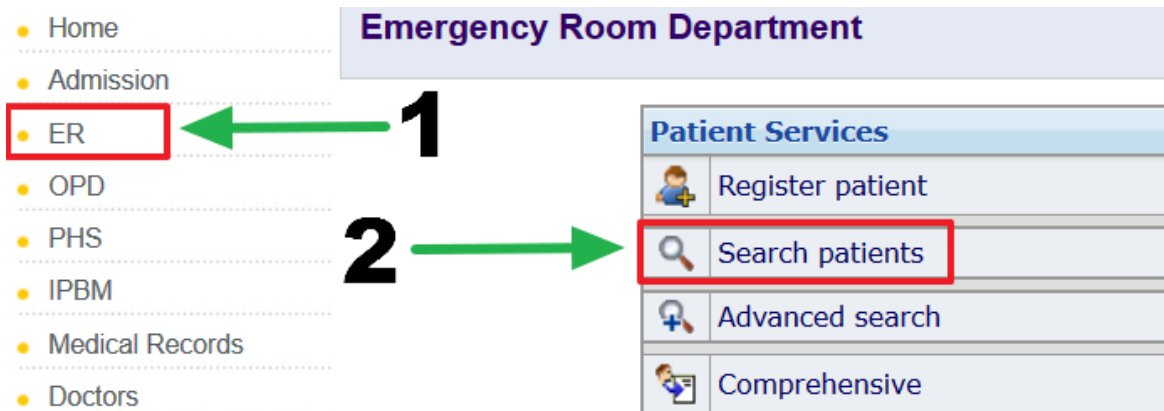 Home
Admission
ER
OPD
PHS
IPBM
Medical Records
Doctors
1
2
Emergency Room Department
Patient Services
Register patient
Search patients
Advanced search
Comprehensive